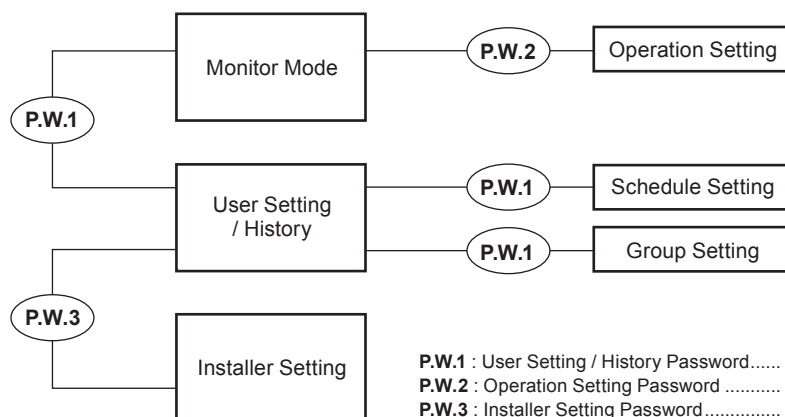 Monitor Mode
P.W.2
Operation Setting
P.W.1
User Setting
/ History
P.W.1
Schedule Setting
P.W.1
Group Setting
P.W.3
Installer Setting
P.W.1 : User Setting / History Password......
P.W.2 : Operation Setting Password ...........
P.W.3 : Installer Setting Password...............